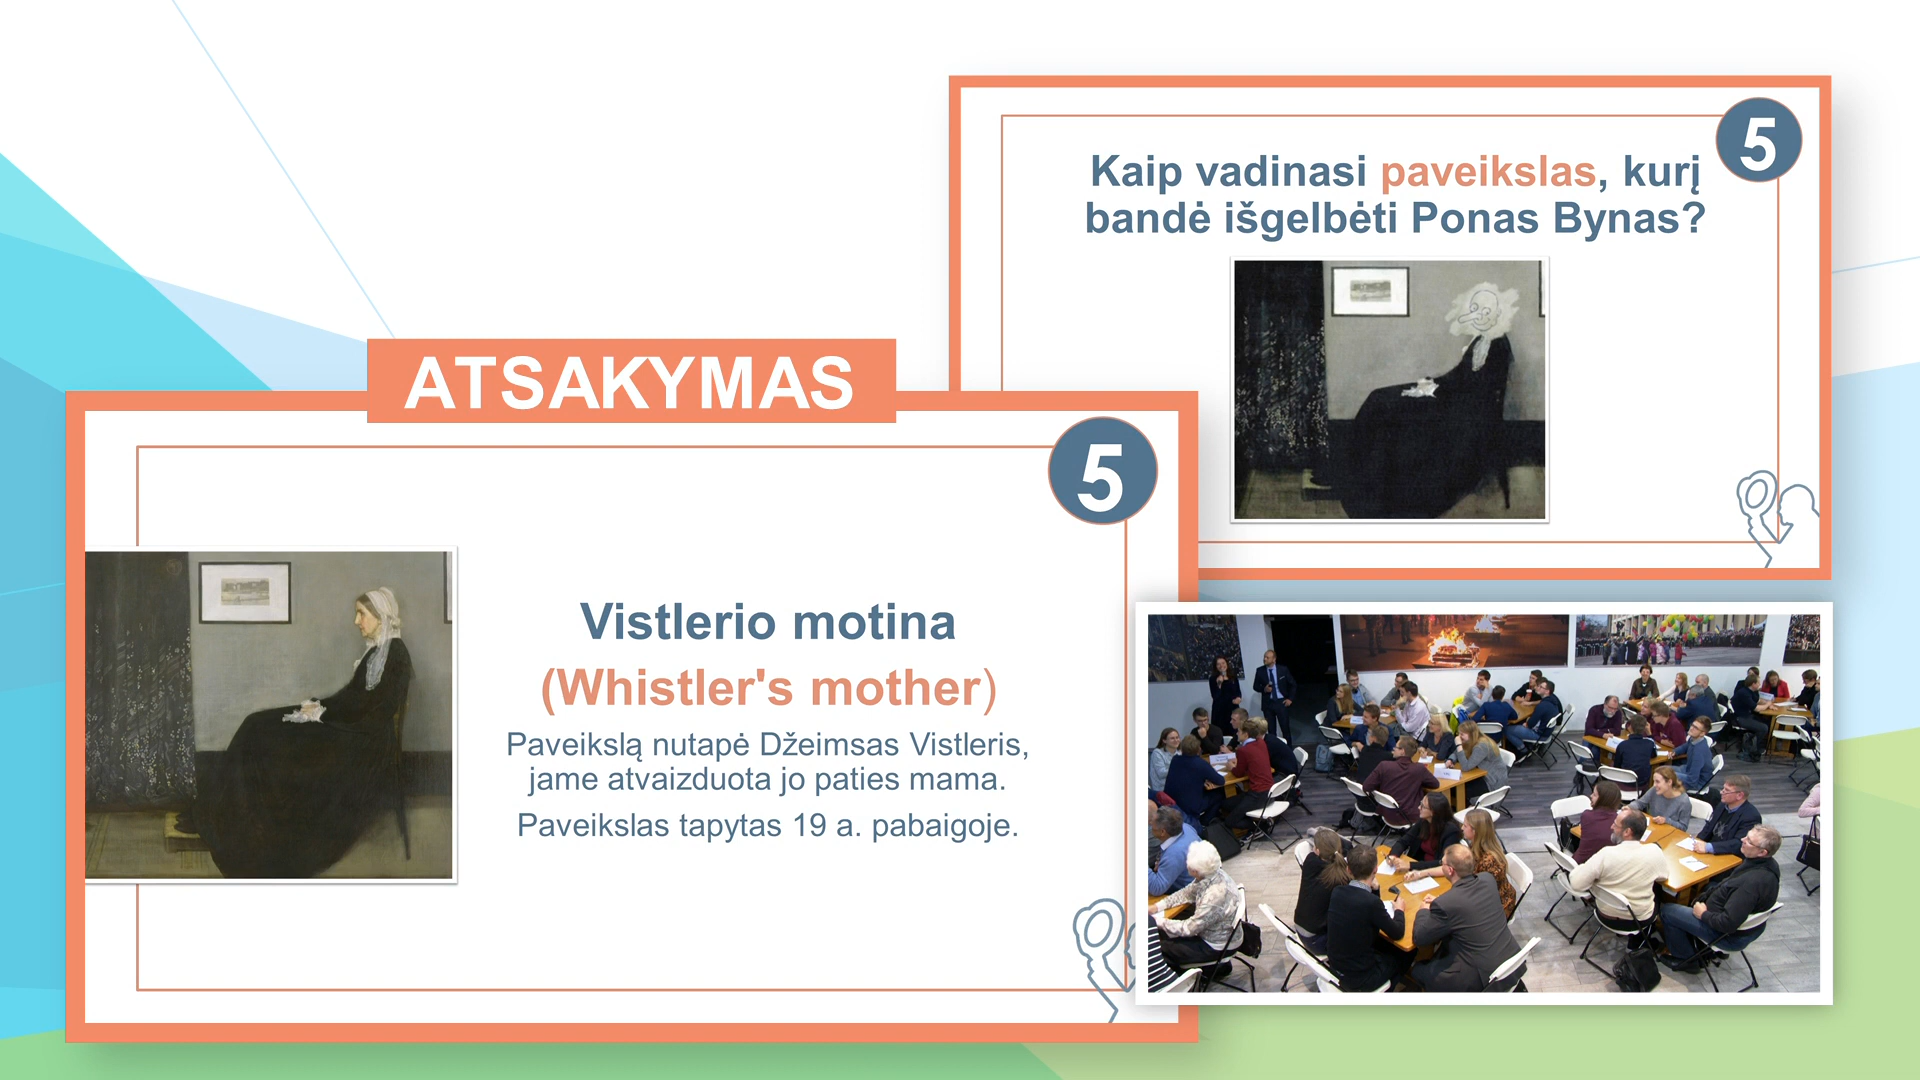 5
Kaip vadinasi paveikslas, kurį
bandė išgelbėti Ponas Bynas?
ATSAKYMAS
5
Vistlerio motina
(Whistler's mother)
Paveikslą nutapė Džeimsas Vistleris,
jame atvaizduota jo paties mama.
Paveikslas tapytas 19 a. pabaigoje.